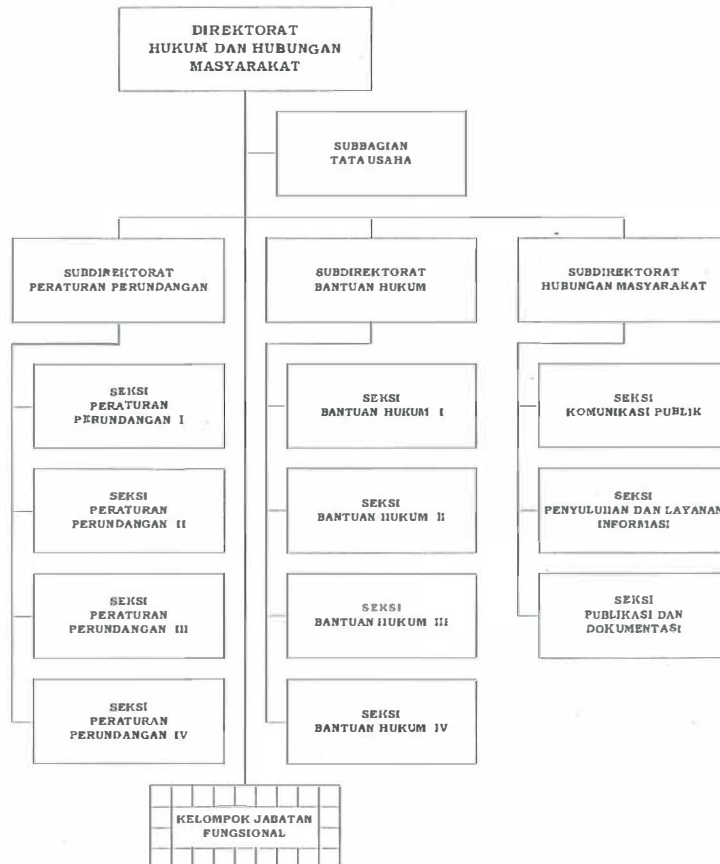 DIREKTORAT
HUKUM DAN HUBUNGAN
MASYARAKAT
SUBBAGIAN
TATA USAHA
SUBDIREKTORAT
PERATURAN PERUNDANGAN
SUBDIREKTORAT
BANTUAN HUKUM
SUBDIREKTORAT
HUBUNGAN MASYARAKAT
SEKSI
PERATURAN
PERUNDANGAN I
SEKSI
BANTUAN HUKUM I
SEKSI
KOMUNIKASI PUBLIK
SEKSI
PERATURAN
PERUNDANGAN II
SEKSI
BANTUAN HUKUM II
SEKSI
PENYULUHAN DAN LAYANAN
INFORMASI
SEKSI
PERATURAN
PERUNDANGAN III
SEKSI
BANTUAN HUKUM III
SEKSI
PUBLIKASI DAN
DOKUMENTASI
SEKSI
PERATURAN
PERUNDANGAN IV
SEKSI
BANTUAN HUKUM IV
KELOMPOK JABATAN
FUNGSIONAL